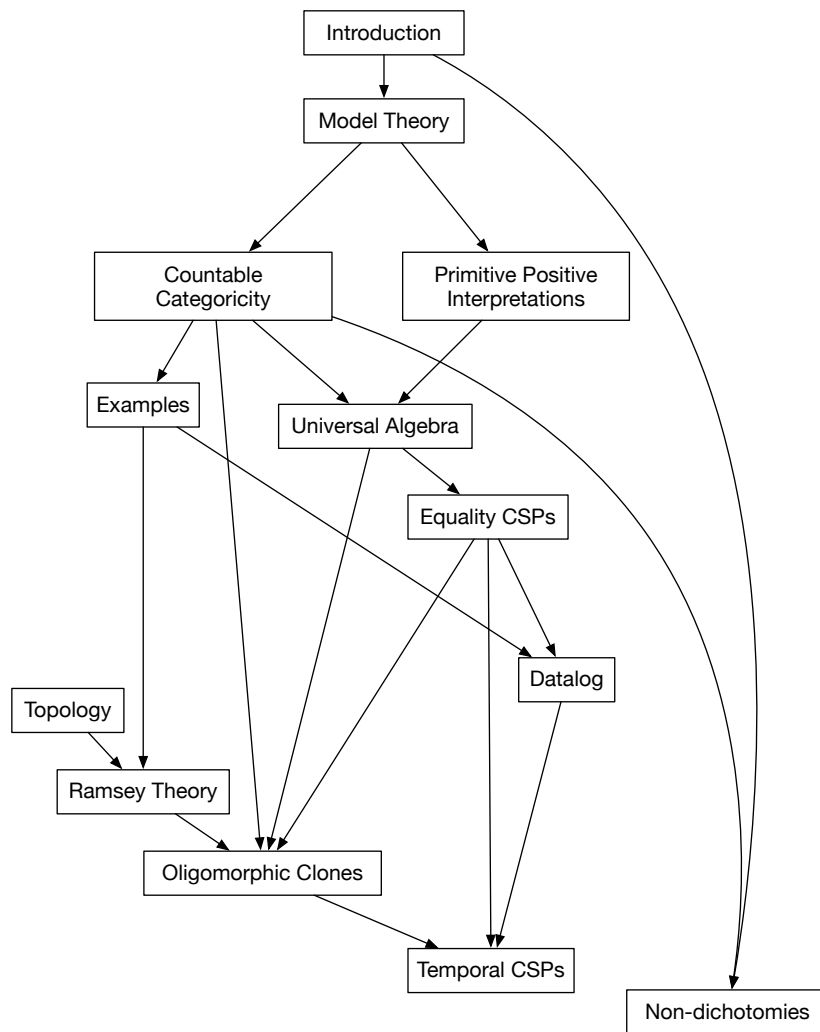 Introduction
Model Theory
Countable
Categoricity
Primitive Positive
Interpretations
Examples
Universal Algebra
Equality CSPs
Datalog
Topology
Ramsey Theory
Oligomorphic Clones
Temporal CSPs
Non-dichotomies